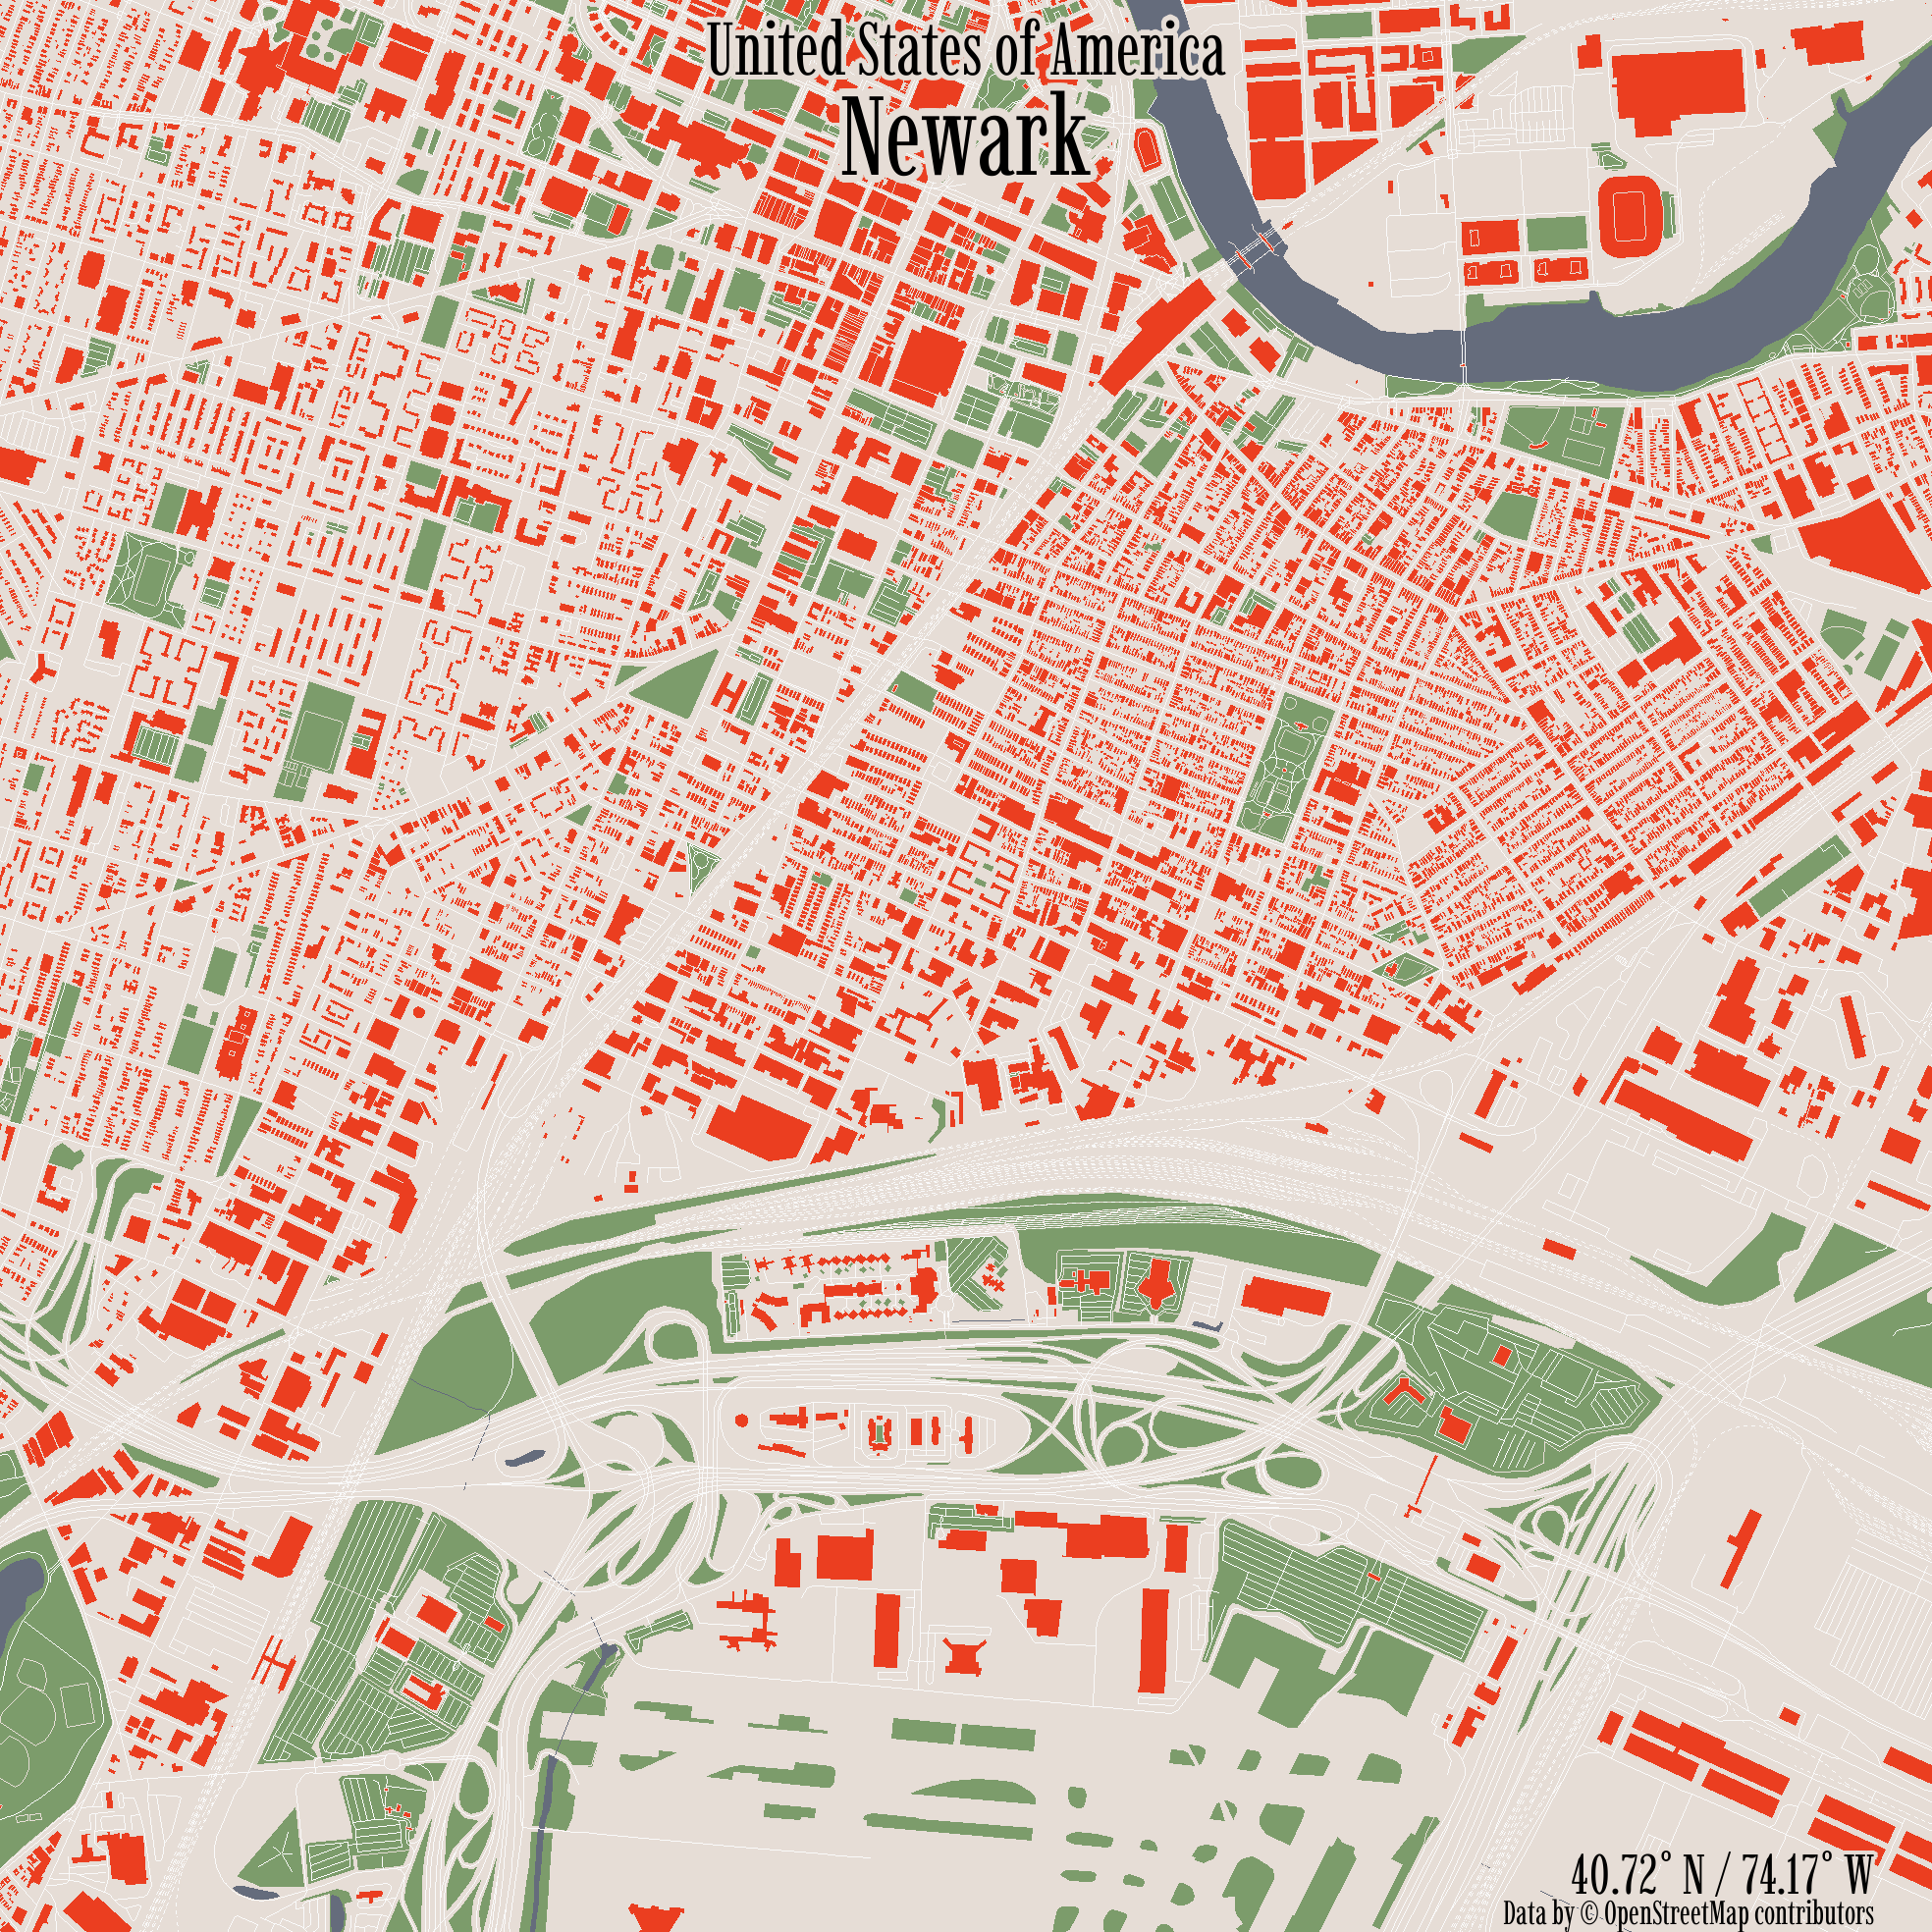 United States of America
Newark
40.72° N / 74.17° W
Data by © OpenStreetMap contributors